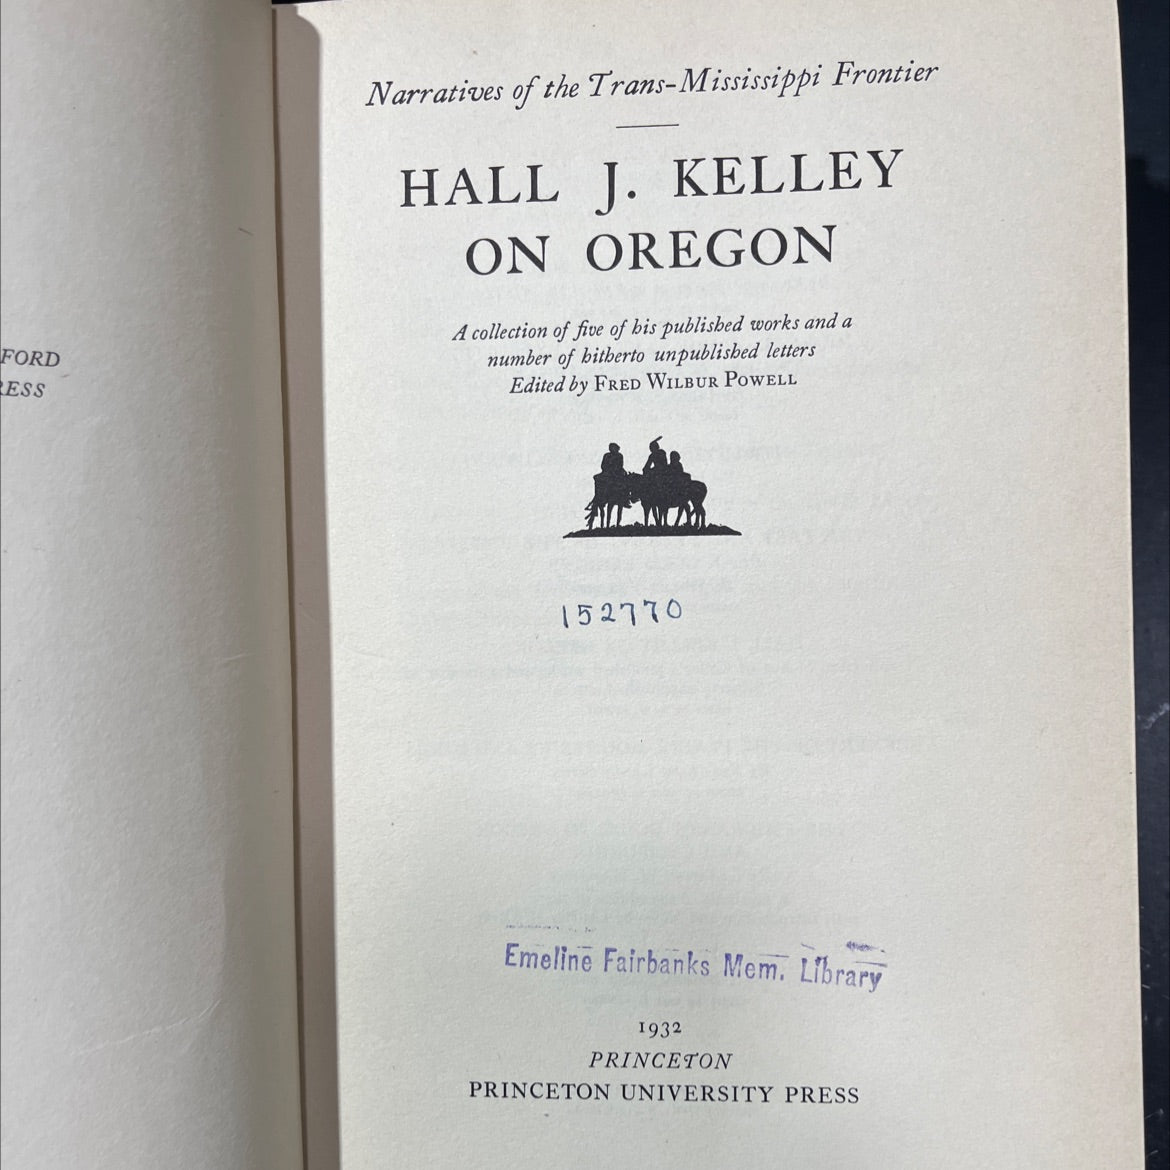 FORD
RESS
Narratives of the Trans-Mississippi Frontier
HALL J. KELLEY
ON OREGON
A collection of five of his published works and a
number of hitherto unpublished letters
Edited by FRED WILBUR POWELL
152770
Emeline Fairbanks Mem. Library
1932
PRINCETON
PRINCETON UNIVERSITY PRESS